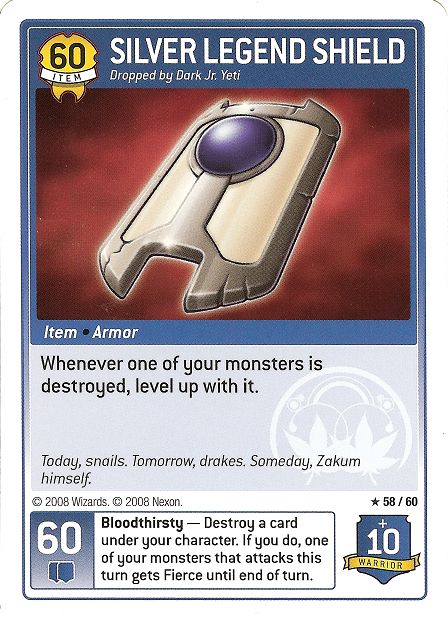 60
ITEM
SILVER LEGEND SHIELD
Dropped by Dark Jr. Yeti
Item • Armor
Whenever one of your monsters is
destroyed, level up with it.
Today, snails. Tomorrow, drakes. Someday, Zakum
himself.
© 2008 Wizards. © 2008 Nexon.
★ 58 / 60
60
Bloodthirsty — Destroy a card
under your character. If you do, one
of your monsters that attacks this
turn gets Fierce until end of turn.
+
10
WARRIOR